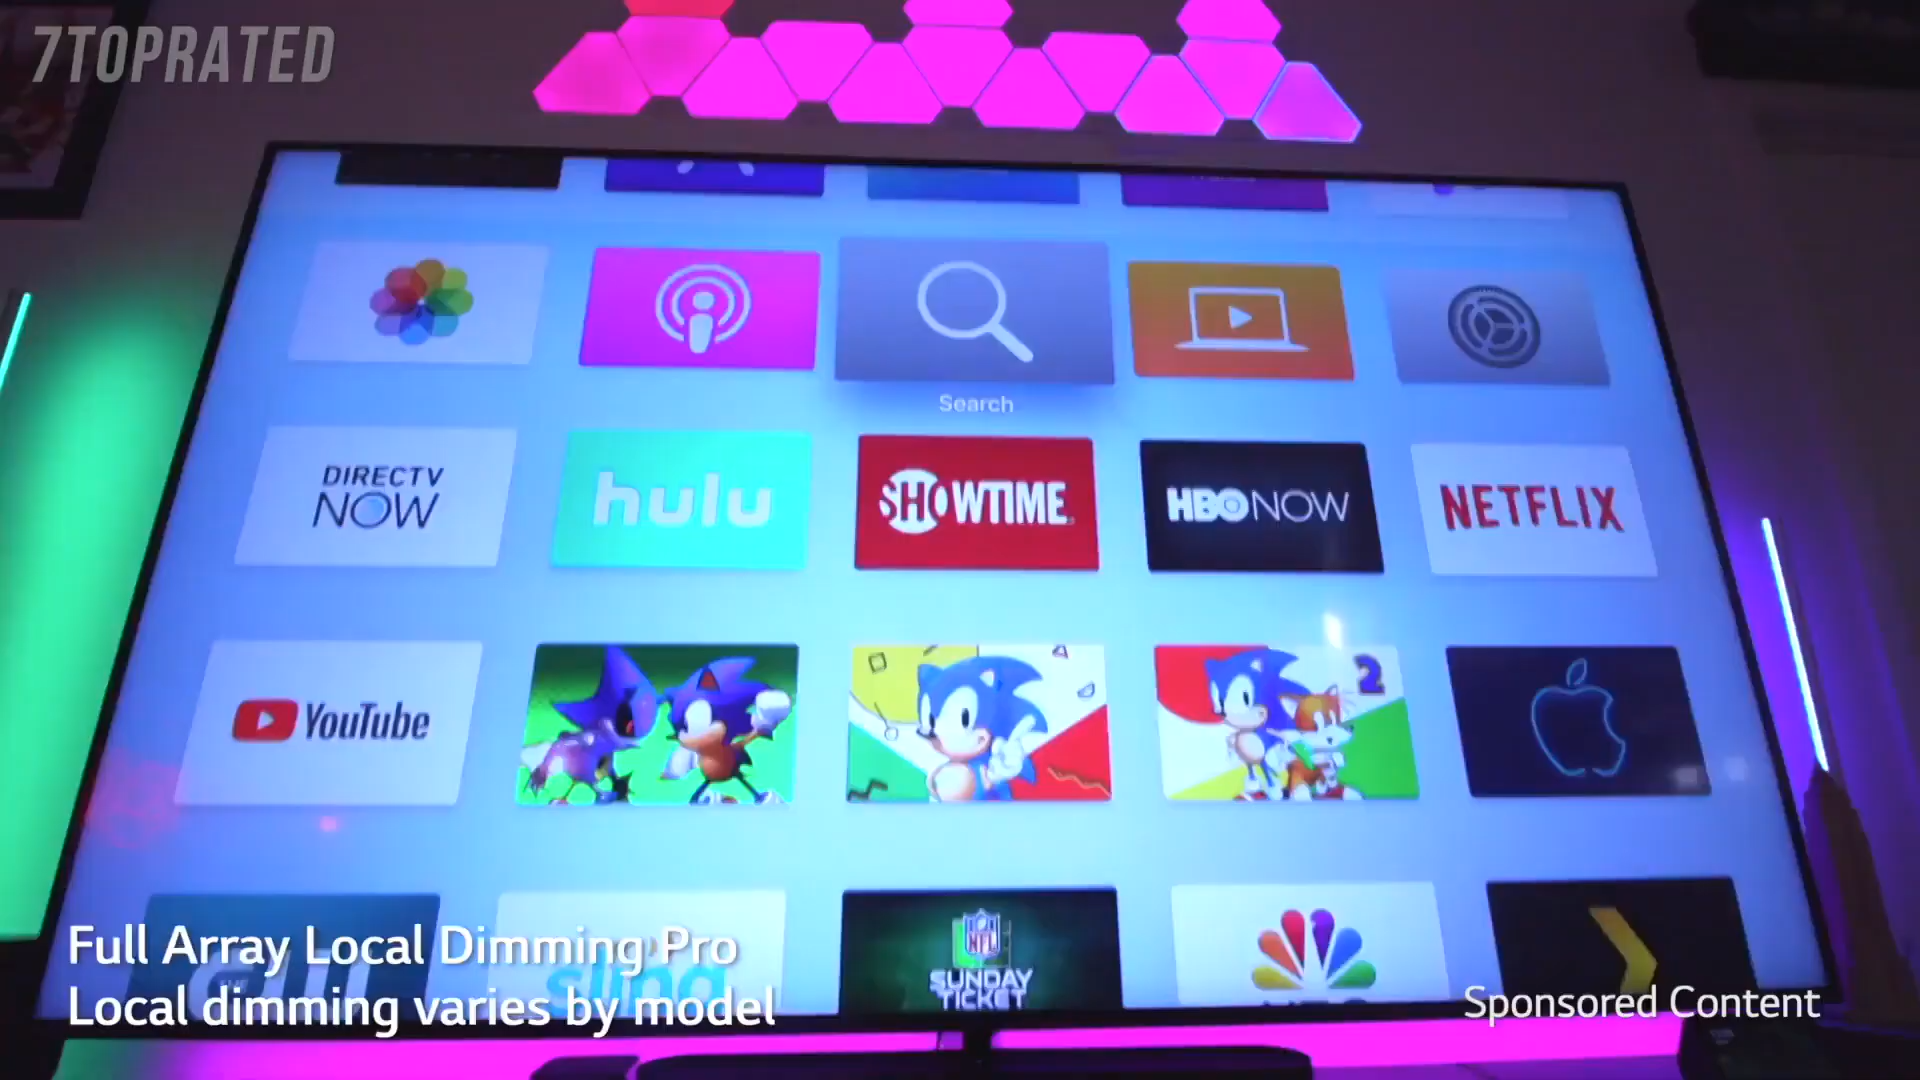 7TOPRATED
Search
DIRECTV
NOW
hulu
SHOWTIME
HBO NOW
NETFLIX
YouTube
2
NFL
SUNDAY
TICKET
sling
Full Array Local Dimming Pro
Local dimming varies by model
Sponsored Content